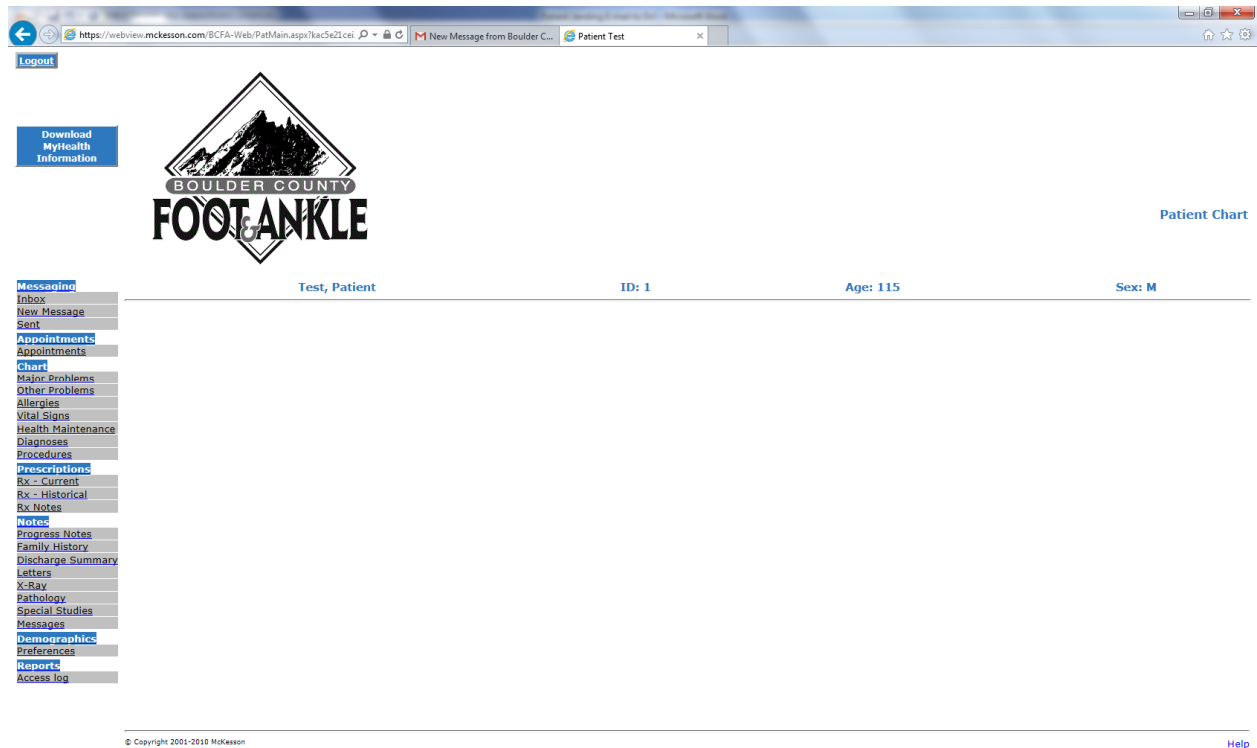 https://webview.mckesson.com/BCFA-Web/PatMain.aspx?kac5e21cei
New Message from Boulder C...
Patient Test
Logout
Download
MyHealth
Information
BOULDER COUNTY
FOOT & ANKLE
Patient Chart
Test, Patient ID: 1 Age: 115 Sex: M
Messaging
Inbox
New Message
Sent
Appointments
Appointments
Chart
Major Problems
Other Problems
Allergies
Vital Signs
Health Maintenance
Diagnoses
Procedures
Prescriptions
Rx - Current
Rx - Historical
Rx Notes
Notes
Progress Notes
Family History
Discharge Summary
Letters
X-Ray
Pathology
Special Studies
Messages
Demographics
Preferences
Reports
Access log
© Copyright 2001-2010 McKesson
Help